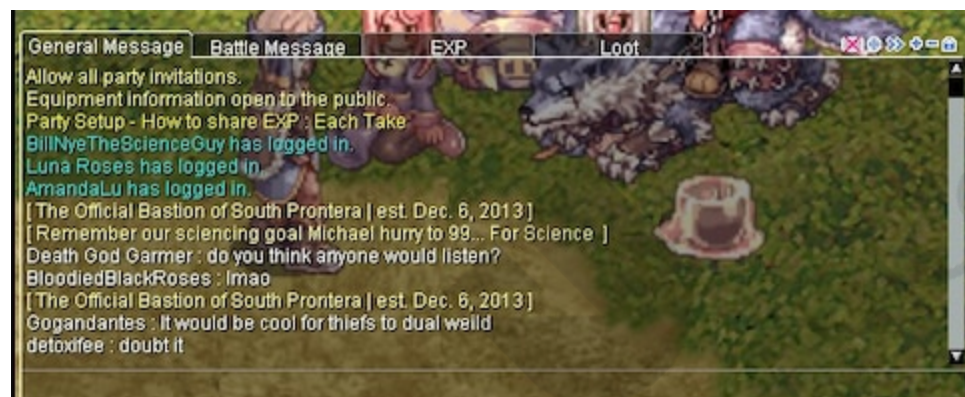 General Message Battle Message EXP Loot
Allow all party invitations.
Equipment information open to the public.
Party Setup - How to share EXP : Each Take
BillNyeTheScienceGuy has logged in.
Luna Roses has logged in.
AmandaLu has logged in.
[ The Official Bastion of South Prontera | est. Dec. 6, 2013 ]
[ Remember our sciencing goal Michael hurry to 99... For Science ]
Death God Garmer : do you think anyone would listen?
BloodiedBlackRoses : lmao
[ The Official Bastion of South Prontera | est. Dec. 6, 2013 ]
Gogandantes : It would be cool for thiefs to dual weild
detoxifee : doubt it